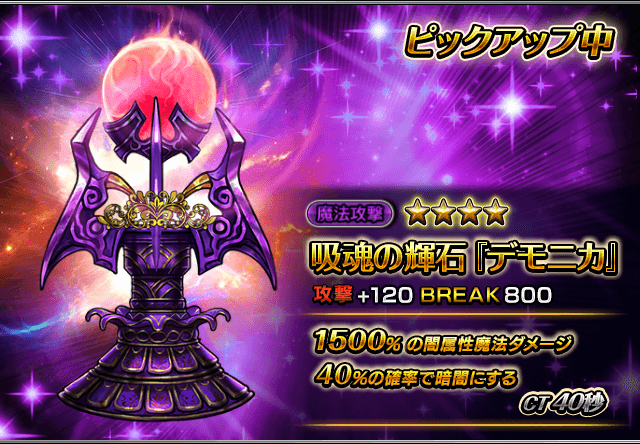 ピックアップ中
魔法攻撃 ★★★★
吸魂の輝石『デモニカ』
攻撃 +120 BREAK 800
1500% の闇属性魔法ダメージ
40%の確率で暗闇にする
CT 40秒